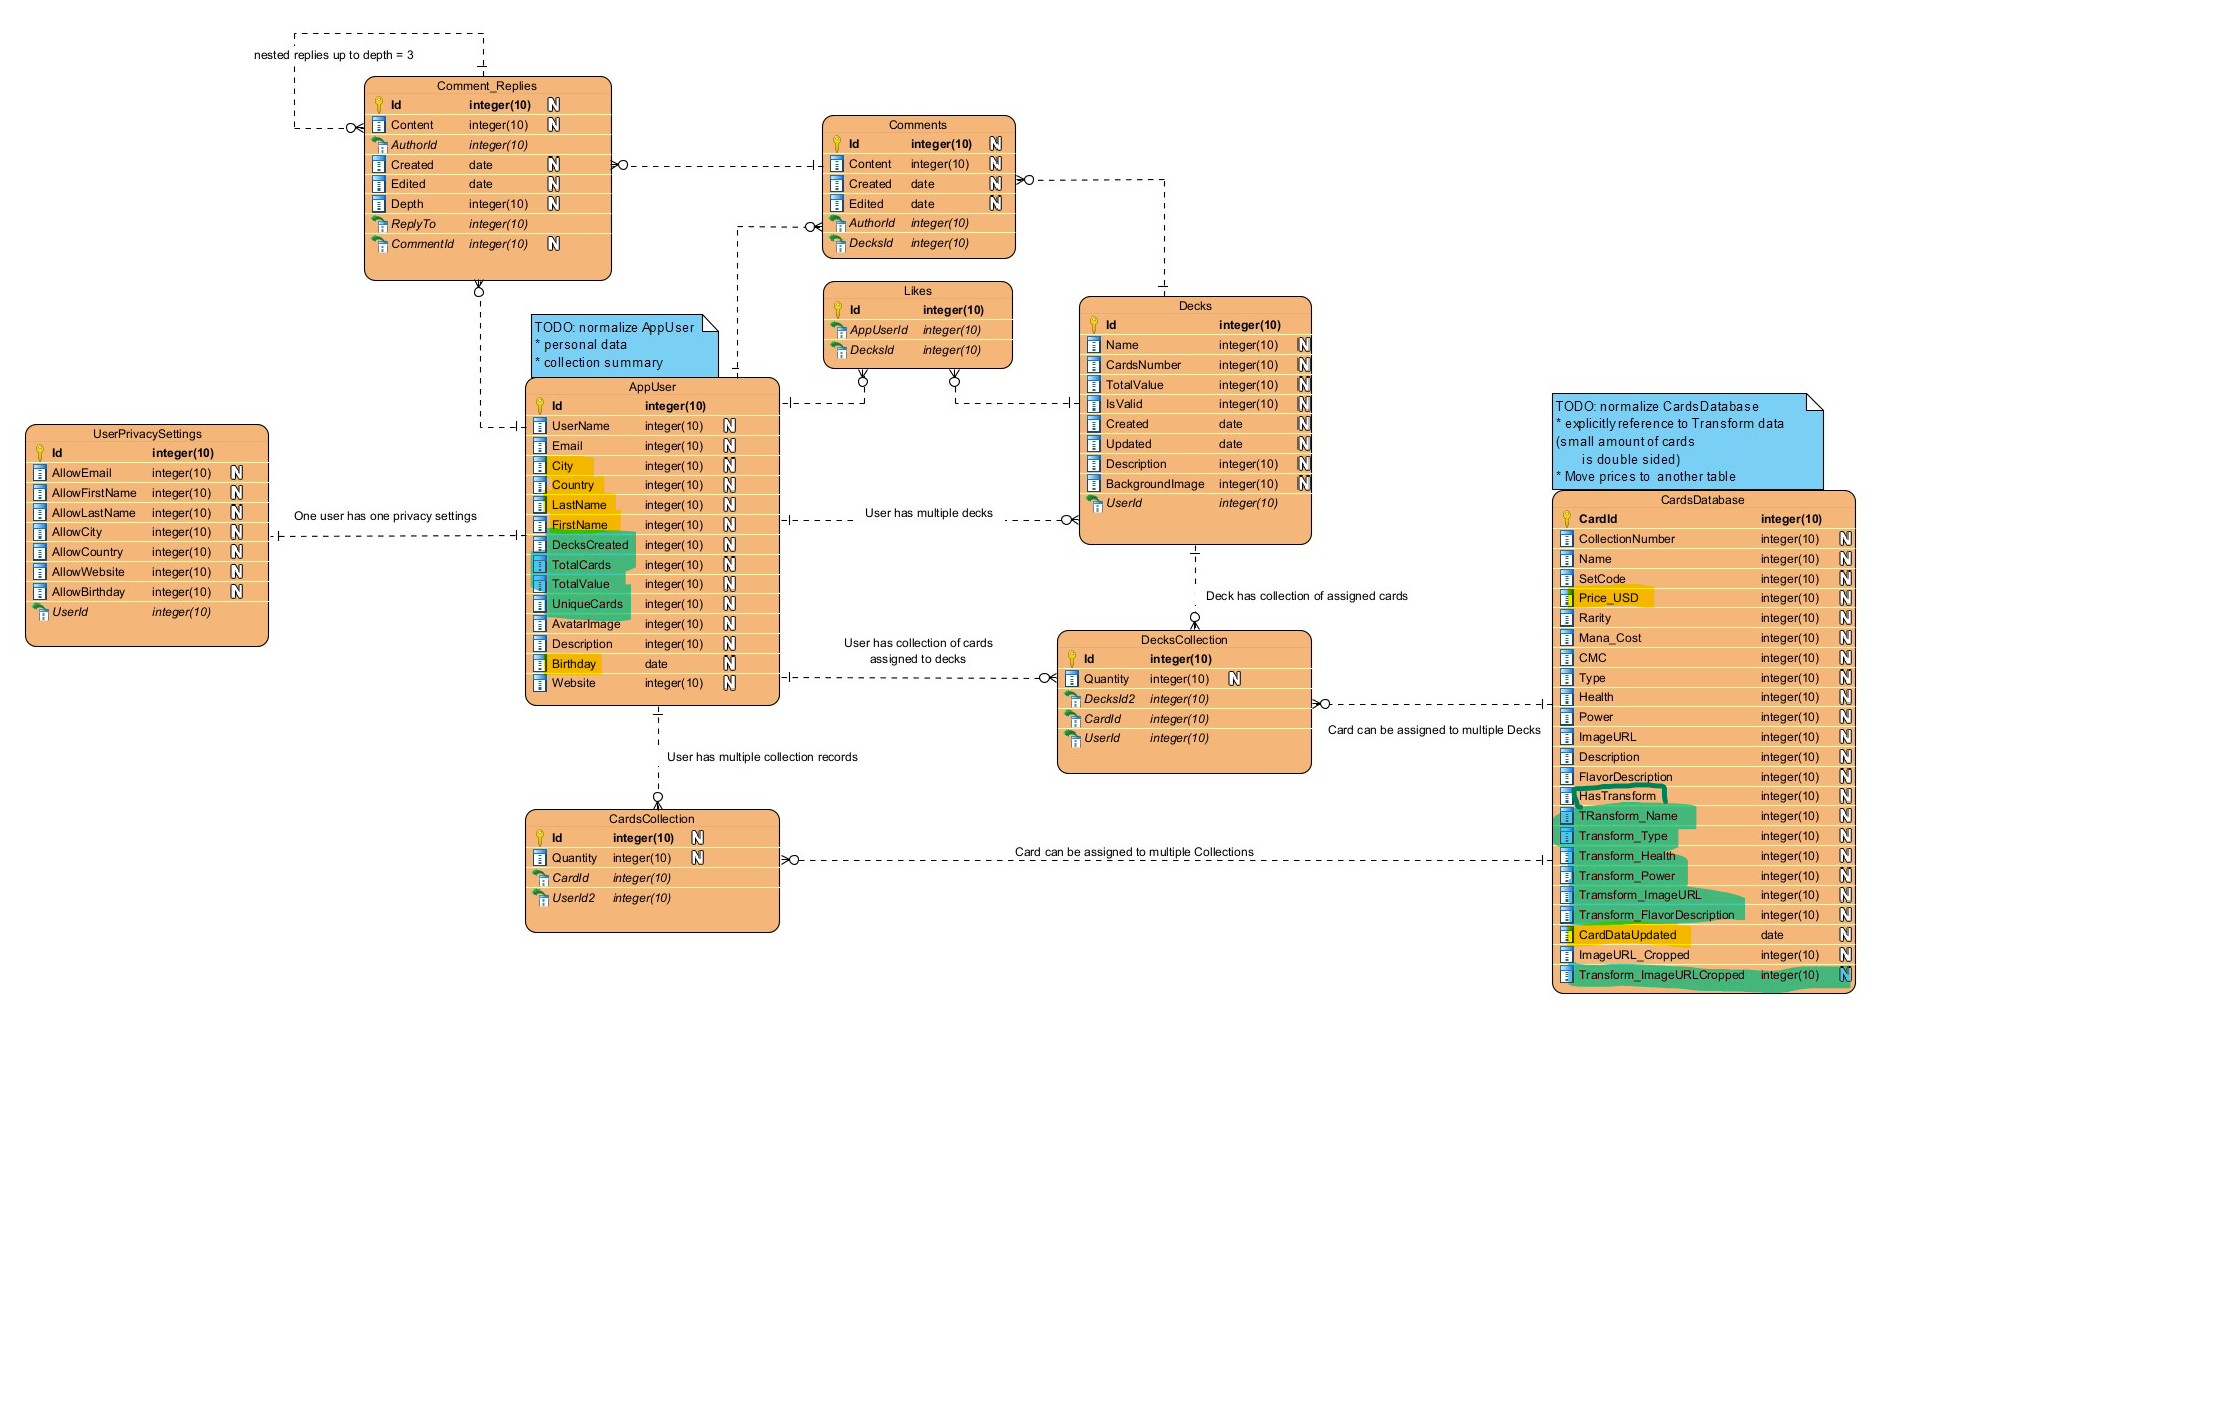 nested replies up to depth = 3
Comment_Replies
Id integer(10) N
Content integer(10) N
AuthorId integer(10)
Created date N
Edited date N
Depth integer(10) N
ReplyTo integer(10)
CommentId integer(10) N
Comments
Id integer(10) N
Content integer(10) N
Created date N
Edited date N
AuthorId integer(10)
DecksId integer(10)
Likes
Id integer(10)
AppUserId integer(10)
DecksId integer(10)
Decks
Id integer(10)
Name integer(10) N
CardsNumber integer(10) N
TotalValue integer(10) N
IsValid integer(10) N
Created date N
Updated date N
Description integer(10) N
BackgroundImage integer(10) N
UserId integer(10)
TODO: normalize AppUser
* personal data
* collection summary
AppUser
Id integer(10)
UserName integer(10) N
Email integer(10) N
City integer(10) N
Country integer(10) N
LastName integer(10) N
FirstName integer(10) N
DecksCreated integer(10) N
TotalCards integer(10) N
TotalValue integer(10) N
UniqueCards integer(10) N
AvatarImage integer(10) N
Description integer(10) N
Birthday date N
Website integer(10) N
UserPrivacySettings
Id integer(10)
AllowEmail integer(10) N
AllowFirstName integer(10) N
AllowLastName integer(10) N
AllowCity integer(10) N
AllowCountry integer(10) N
AllowWebsite integer(10) N
AllowBirthday integer(10) N
UserId integer(10)
One user has one privacy settings
User has multiple decks
Deck has collection of assigned cards
User has collection of cards
assigned to decks
DecksCollection
Id integer(10)
Quantity integer(10) N
DecksId2 integer(10)
CardId integer(10)
UserId integer(10)
Card can be assigned to multiple Decks
User has multiple collection records
CardsCollection
Id integer(10) N
Quantity integer(10) N
CardId integer(10)
UserId2 integer(10)
Card can be assigned to multiple Collections
TODO: normalize CardsDatabase
* explicitly reference to Transform data
(small amount of cards
is double sided)
* Move prices to another table
CardsDatabase
CardId integer(10)
CollectionNumber integer(10) N
Name integer(10) N
SetCode integer(10) N
Price_USD integer(10) N
Rarity integer(10) N
Mana_Cost integer(10) N
CMC integer(10) N
Type integer(10) N
Health integer(10) N
Power integer(10) N
ImageURL integer(10) N
Description integer(10) N
FlavorDescription integer(10) N
HasTransform integer(10) N
TRansform_Name integer(10) N
Transform_Type integer(10) N
Transform_Health integer(10) N
Transform_Power integer(10) N
Tramsform_ImageURL integer(10) N
Transform_FlavorDescription integer(10) N
CardDataUpdated date N
ImageURL_Cropped integer(10) N
Transform_ImageURLCropped integer(10) N